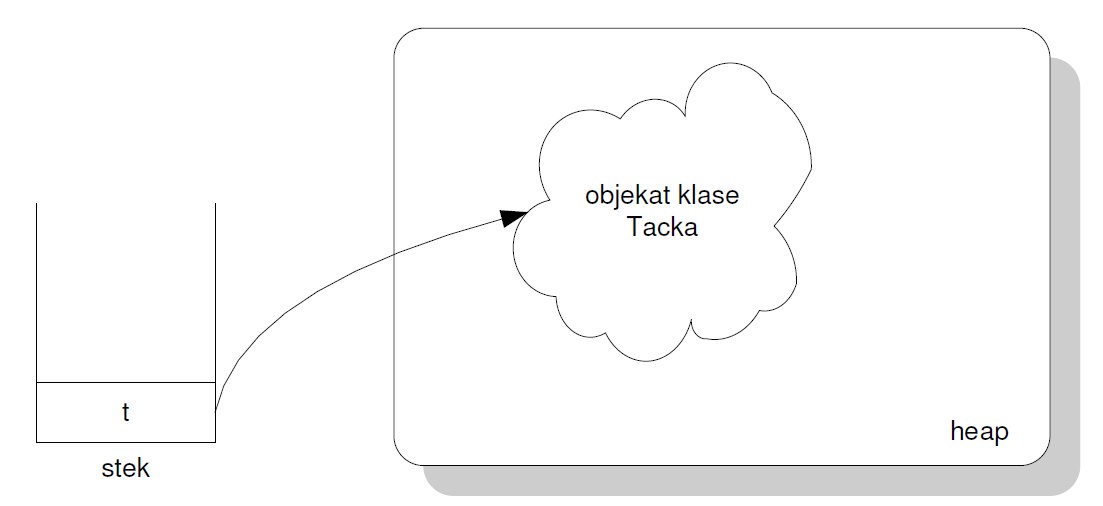 objekat klase
Tacka
t
stek
heap